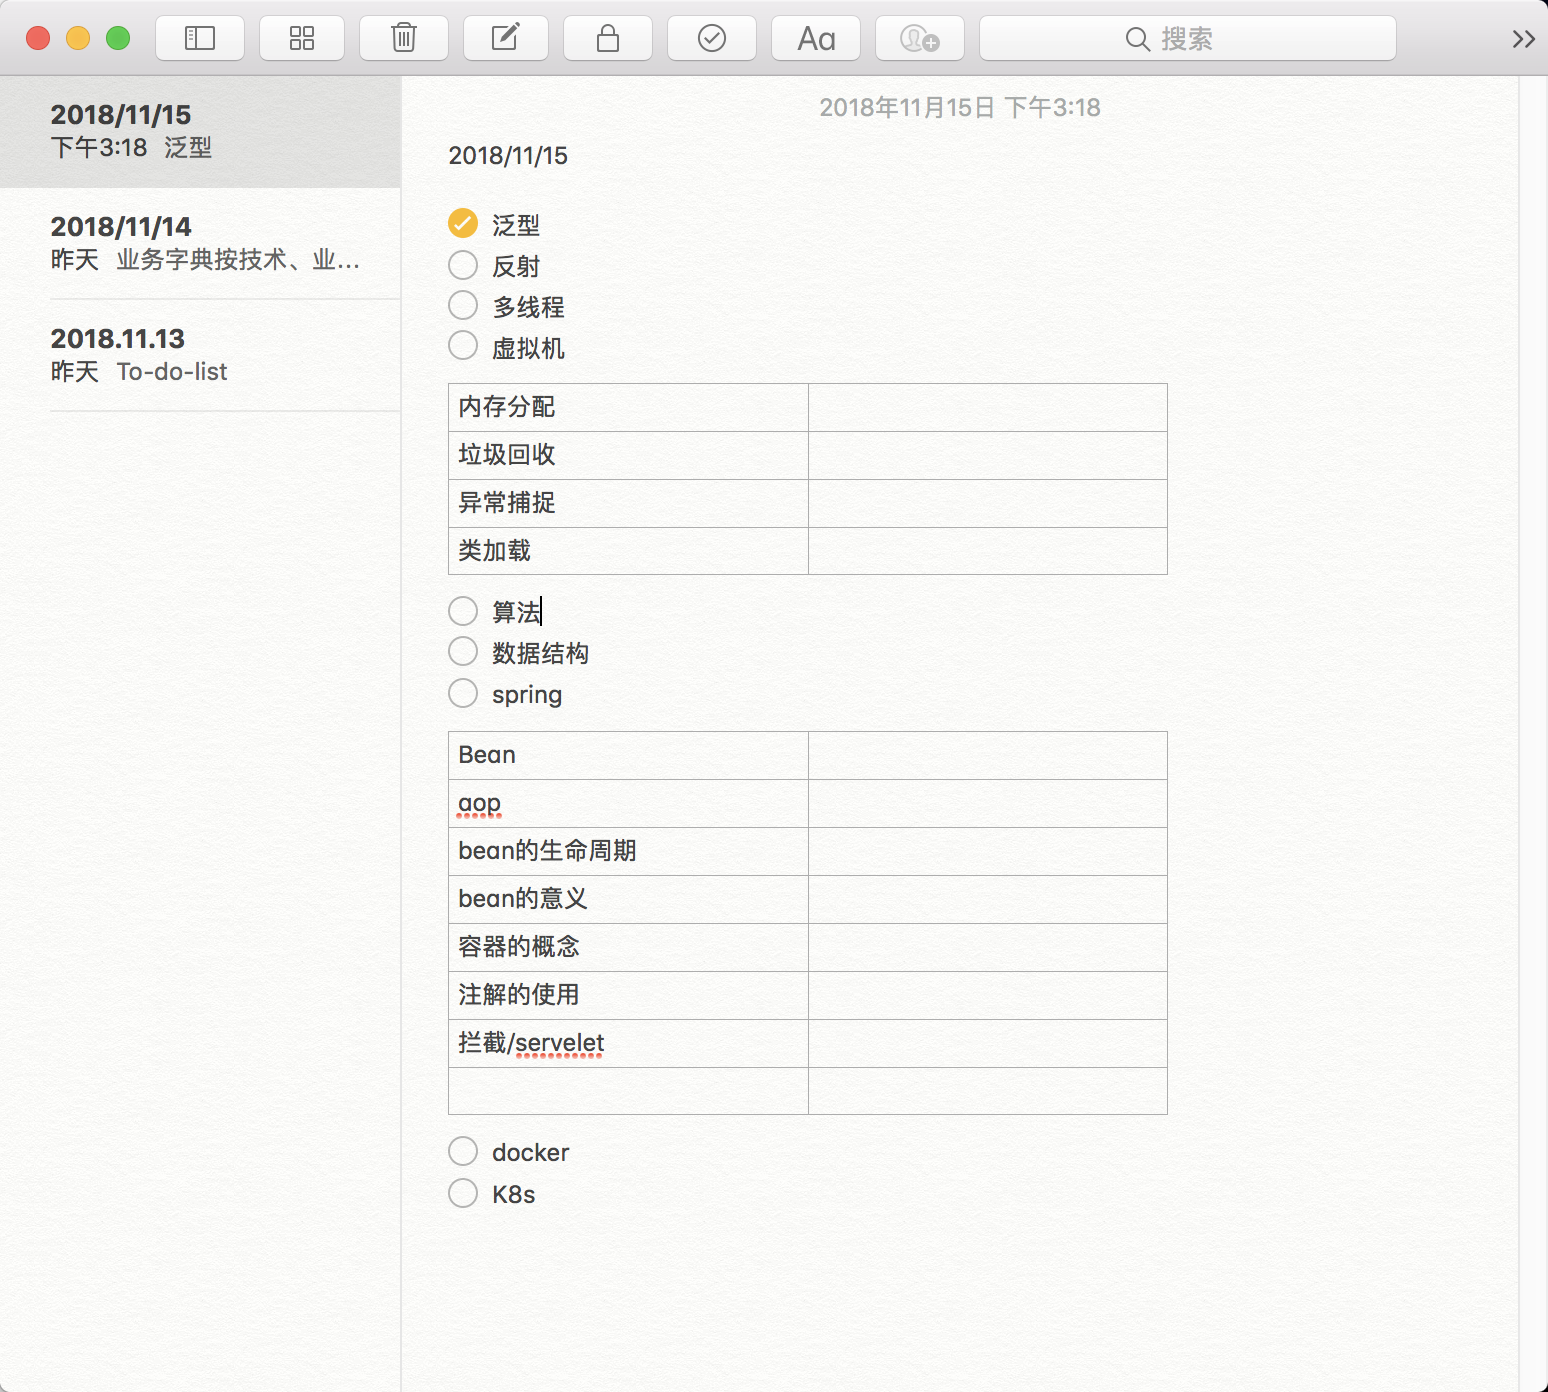 Aa
搜索
2018/11/15
下午3:18 泛型
2018/11/14
昨天 业务字典按技术、业...
2018.11.13
昨天 To-do-list
2018年11月15日 下午3:18
2018/11/15
泛型
反射
多线程
虚拟机
内存分配
垃圾回收
异常捕捉
类加载
算法
数据结构
spring
Bean
aop
bean的生命周期
bean的意义
容器的概念
注解的使用
拦截/servelet
docker
K8s